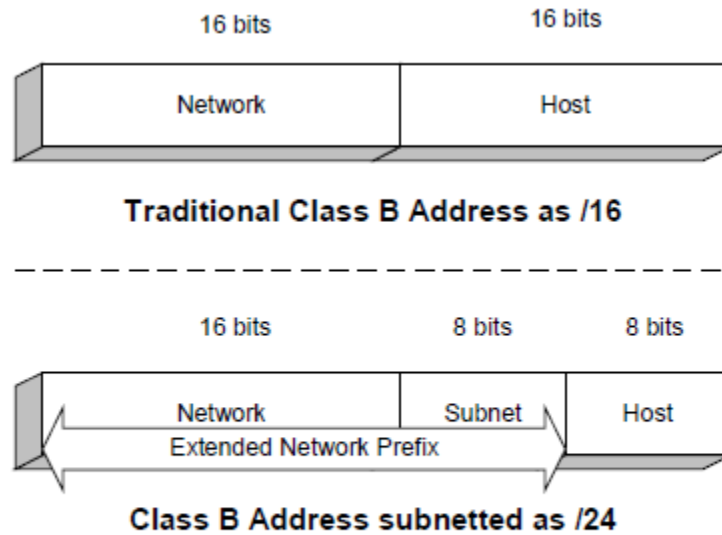 16 bits 16 bits
Network Host
Traditional Class B Address as /16
16 bits 8 bits 8 bits
Network Subnet Host
Extended Network Prefix
Class B Address subnetted as /24